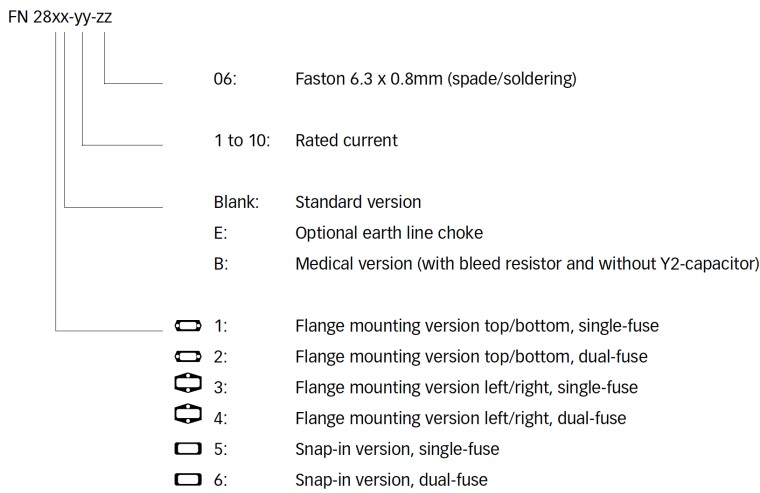 FN 28xx-yy-zz
06: Faston 6.3 x 0.8mm (spade/soldering)
1 to 10: Rated current
Blank: Standard version
E: Optional earth line choke
B: Medical version (with bleed resistor and without Y2-capacitor)
1: Flange mounting version top/bottom, single-fuse
2: Flange mounting version top/bottom, dual-fuse
3: Flange mounting version left/right, single-fuse
4: Flange mounting version left/right, dual-fuse
5: Snap-in version, single-fuse
6: Snap-in version, dual-fuse